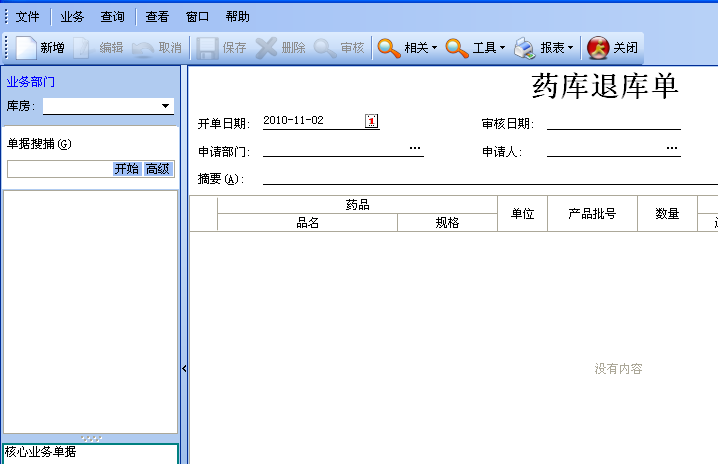 文件 业务 查询 查看 窗口 帮助
新增 编辑 取消 保存 删除 审核 相关 工具 报表 关闭
业务部门
库房:
单据搜捕(G)
开始 高级
核心业务单据
药库退库单
开单日期: 2010-11-02 1 审核日期:
申请部门: ... 申请人: ...
摘要(A):
药品 单位 产品批号 数量
品名 规格
没有内容